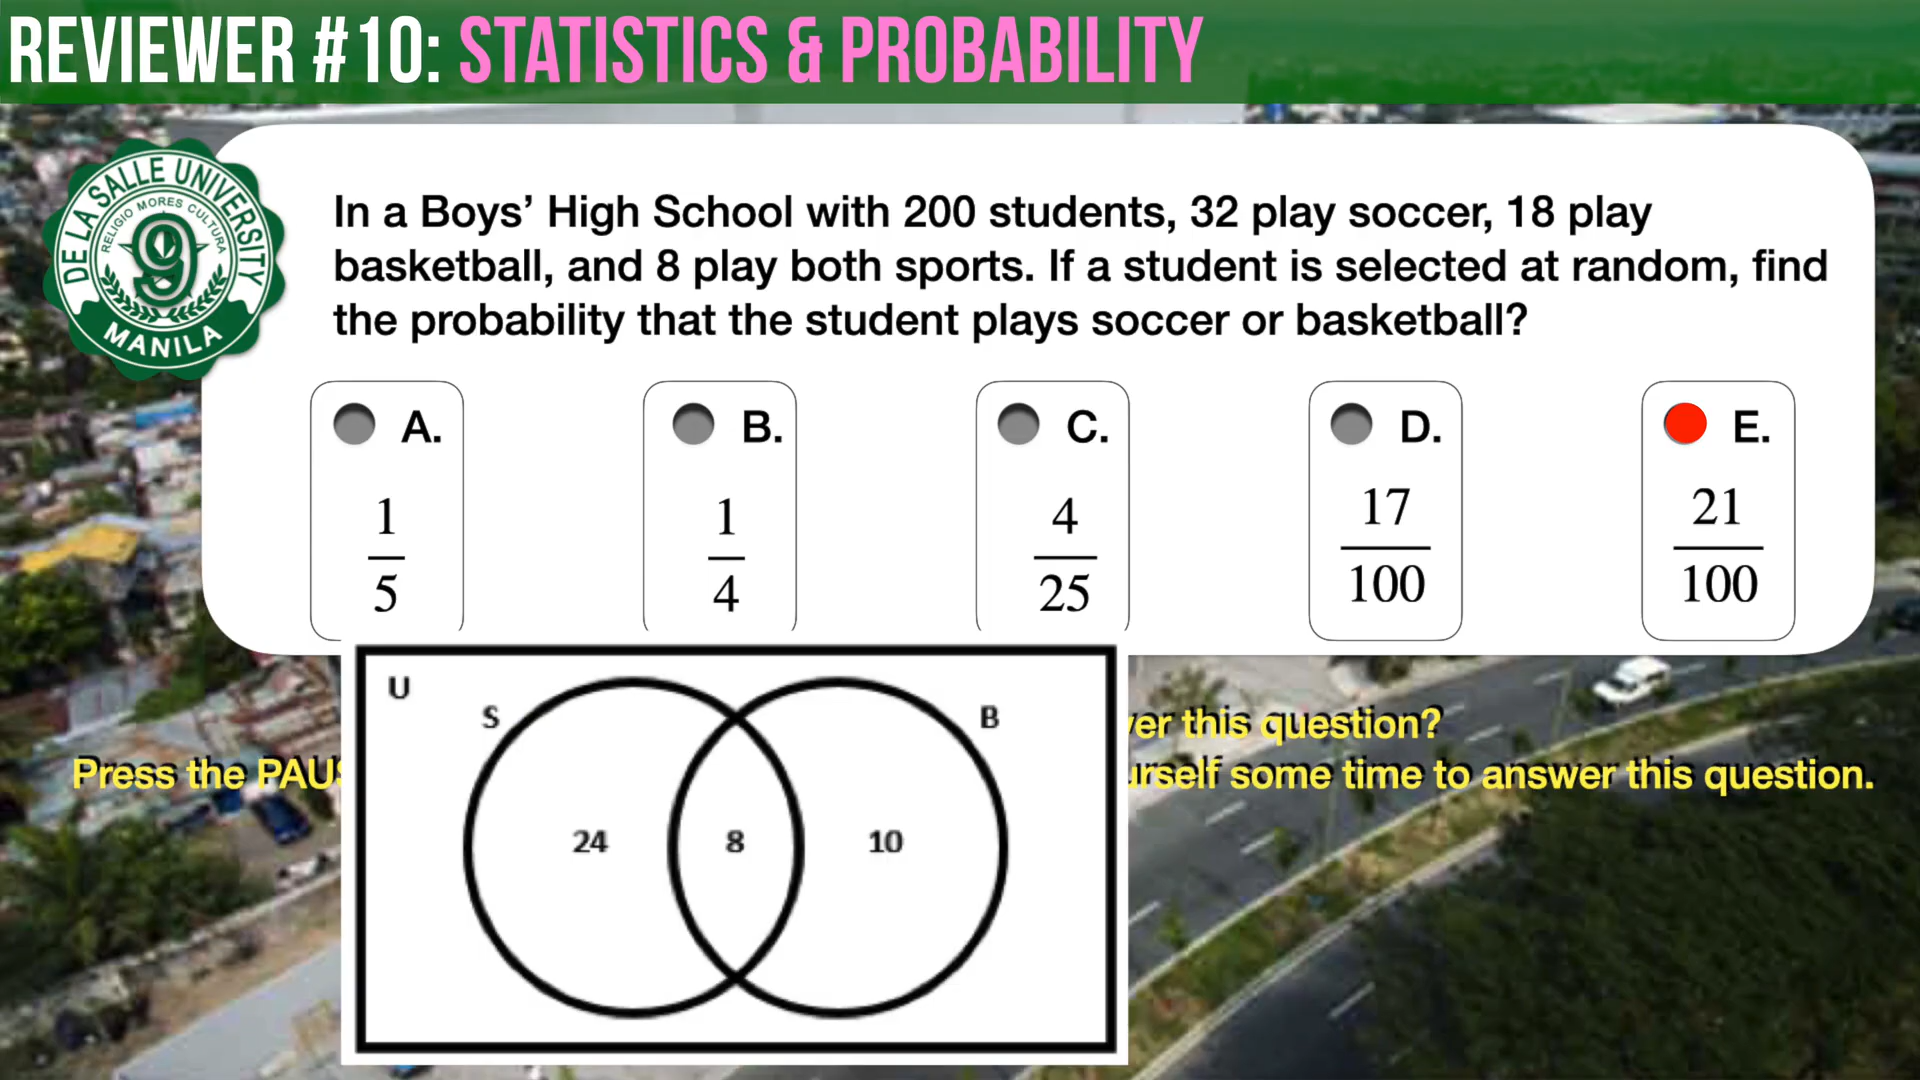 REVIEWER #10: STATISTICS & PROBABILITY
DE LA SALLE UNIVERSITY
RELIGIO MORES CULTURA
9
MANILA
In a Boys’ High School with 200 students, 32 play soccer, 18 play
basketball, and 8 play both sports. If a student is selected at random, find
the probability that the student plays soccer or basketball?
A. B. C. D. E.
1/5 1/4 4/25 17/100 21/100
U
S B
this question?
Press the some time to answer this question.
24 8 10